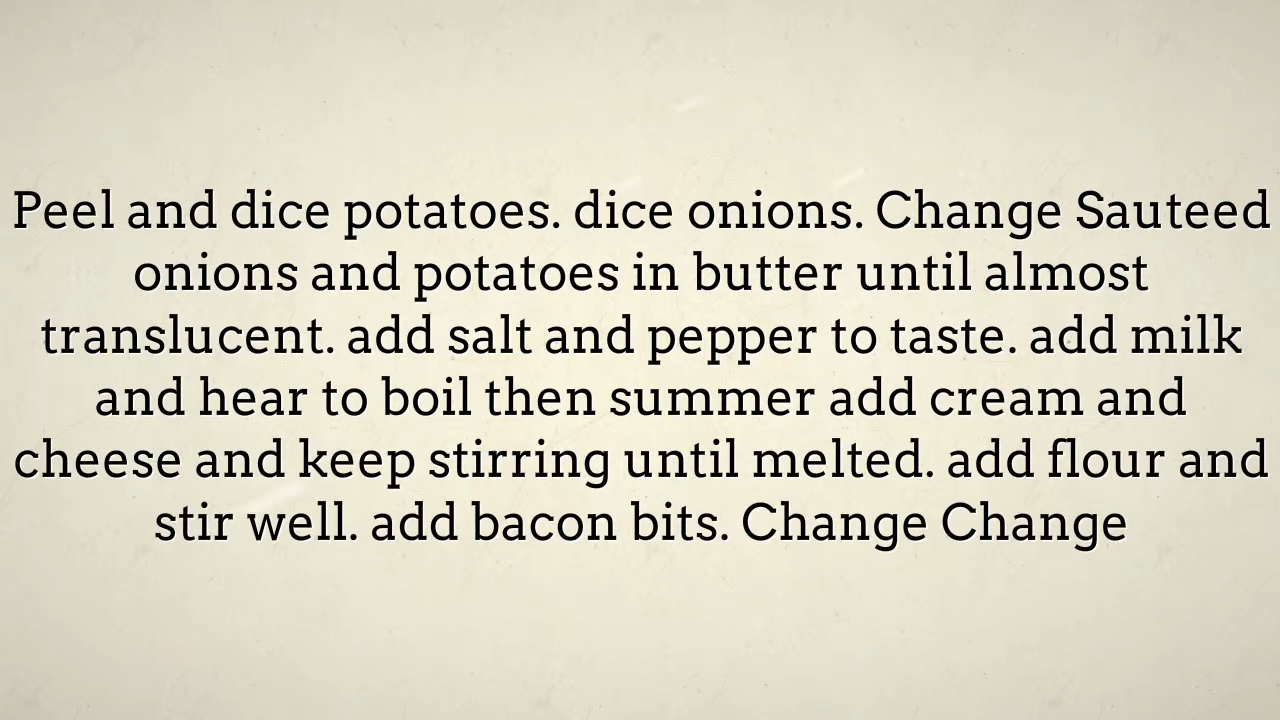 Peel and dice potatoes. dice onions. Change Sauteed
onions and potatoes in butter until almost
translucent. add salt and pepper to taste. add milk
and hear to boil then summer add cream and
cheese and keep stirring until melted. add flour and
stir well. add bacon bits. Change Change